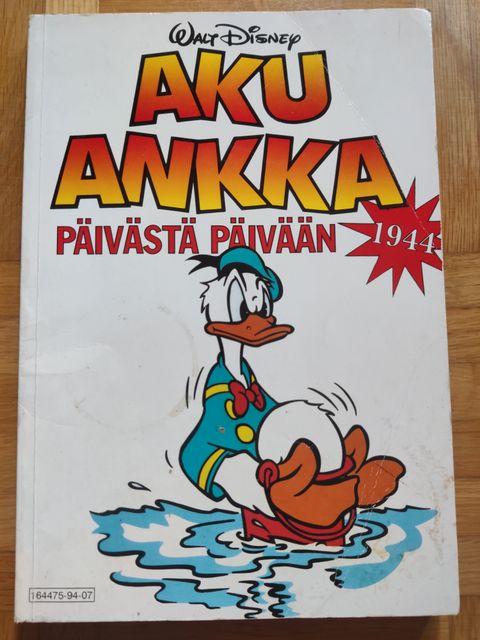 WALT DISNEY
AKU
ANKKA
PÄIVÄSTÄ PÄIVÄÄN
1944
164475-94-07